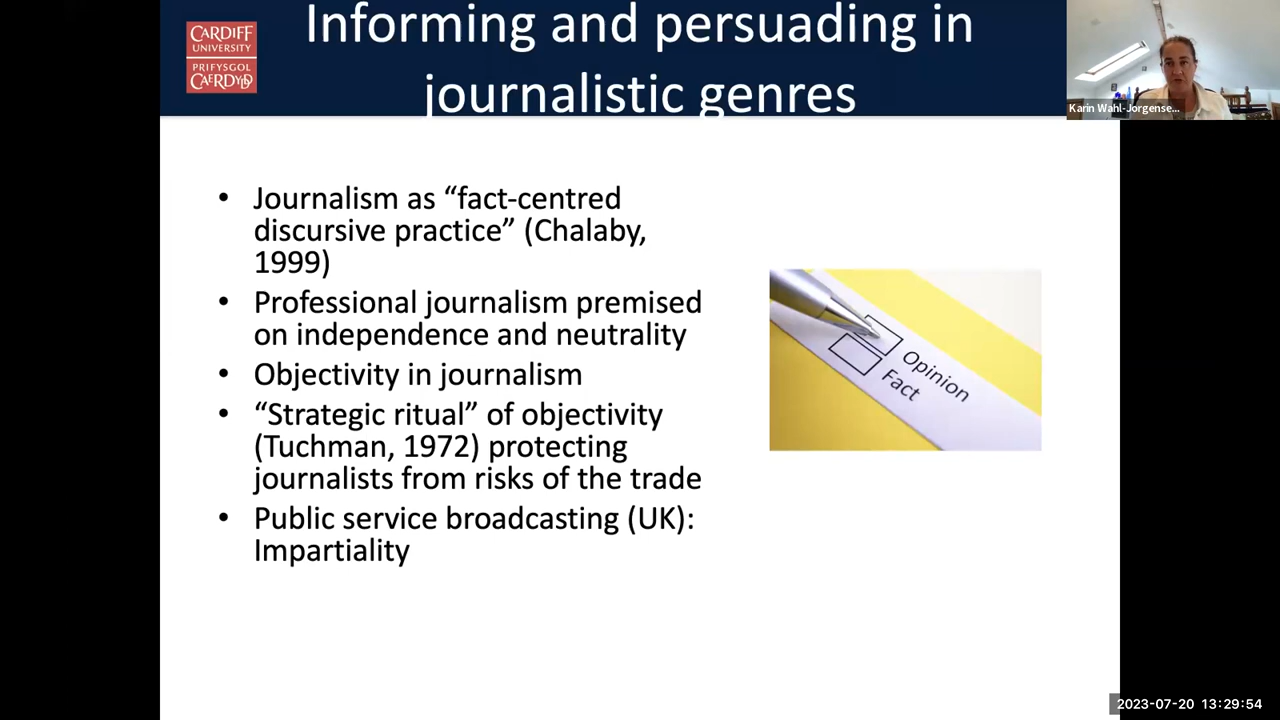 Informing and persuading in
journalistic genres
CARDIFF
UNIVERSITY
PRIFYSGOL
CAERDYDD
Karin Wahl-Jorgense...
• Journalism as “fact-centred
discursive practice” (Chalaby,
1999)
• Professional journalism premised
on independence and neutrality
• Objectivity in journalism
• “Strategic ritual” of objectivity
(Tuchman, 1972) protecting
journalists from risks of the trade
• Public service broadcasting (UK):
Impartiality
Opinion
Fact
2023-07-20 13:29:54